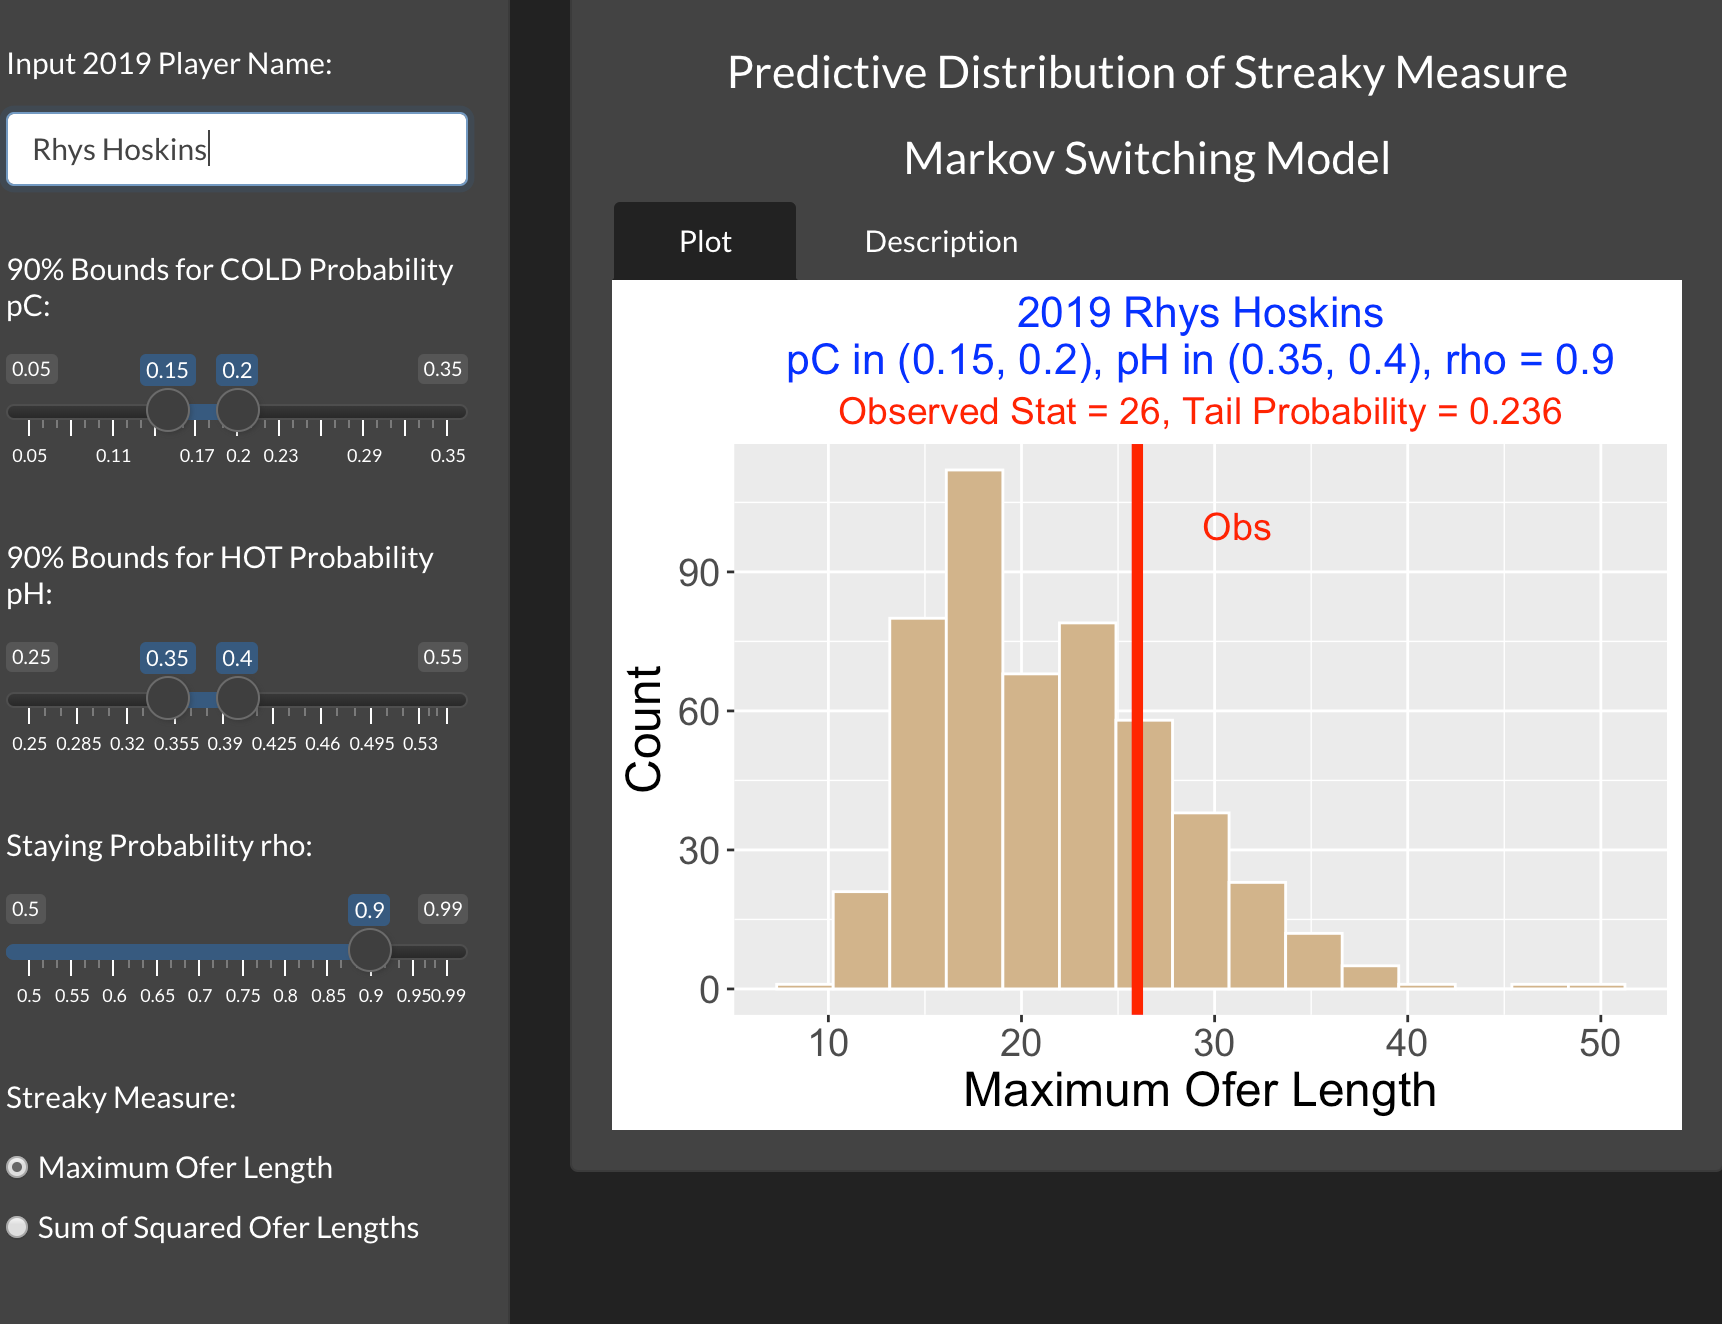 Input 2019 Player Name:
Rhys Hoskins
90% Bounds for COLD Probability
pC:
0.05 0.15 0.2 0.35
0.05 0.11 0.17 0.2 0.23 0.29 0.35
90% Bounds for HOT Probability
pH:
0.25 0.35 0.4 0.55
0.25 0.285 0.32 0.355 0.39 0.425 0.46 0.495 0.53
Staying Probability rho:
0.5 0.9 0.99
0.5 0.55 0.6 0.65 0.7 0.75 0.8 0.85 0.9 0.95 0.99
Streaky Measure:
Maximum Ofer Length
Sum of Squared Ofer Lengths
Predictive Distribution of Streaky Measure
Markov Switching Model
Plot Description
2019 Rhys Hoskins
pC in (0.15, 0.2), pH in (0.35, 0.4), rho = 0.9
Observed Stat = 26, Tail Probability = 0.236
Obs
90
60
30
0
Count
10 20 30 40 50
Maximum Ofer Length